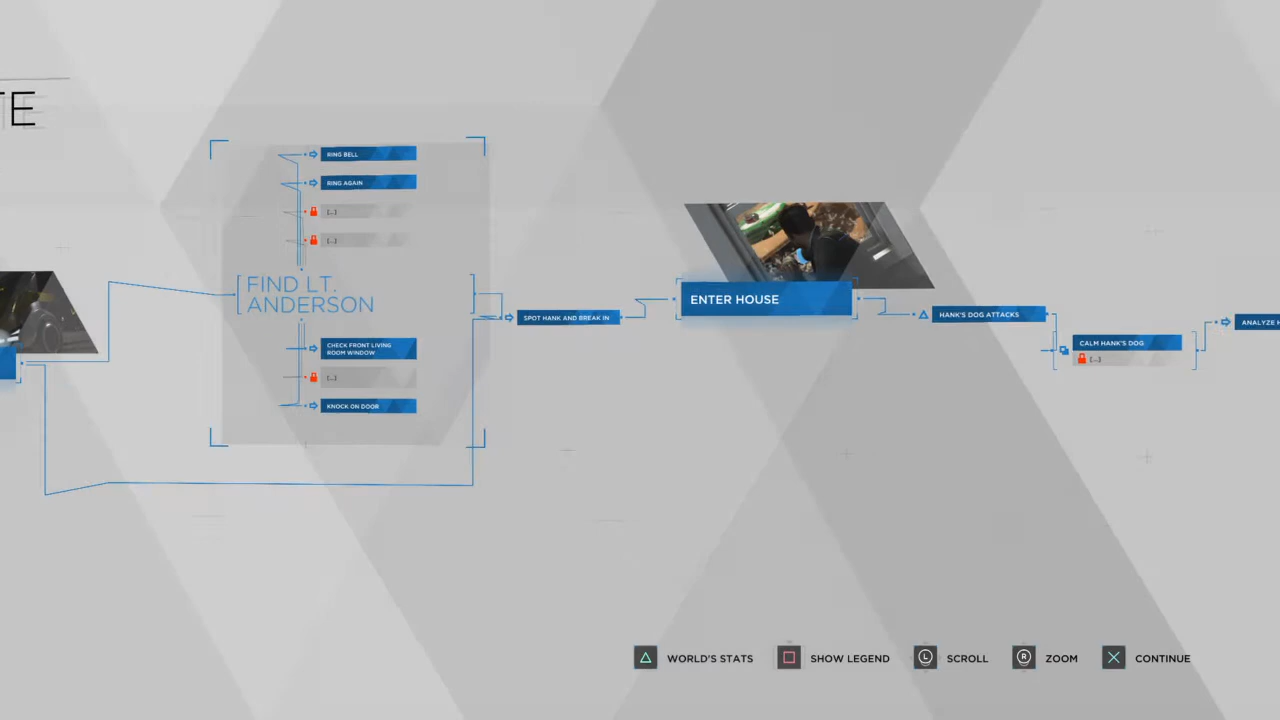 TE
RING BELL
RING AGAIN
[...]
[...]
FIND LT.
ANDERSON
CHECK FRONT LIVING
ROOM WINDOW
[...]
KNOCK ON DOOR
SPOT HANK AND BREAK IN
ENTER HOUSE
HANK'S DOG ATTACKS
CALM HANK'S DOG
[...]
ANALYZE H
WORLD'S STATS
SHOW LEGEND
L
SCROLL
R
ZOOM
CONTINUE